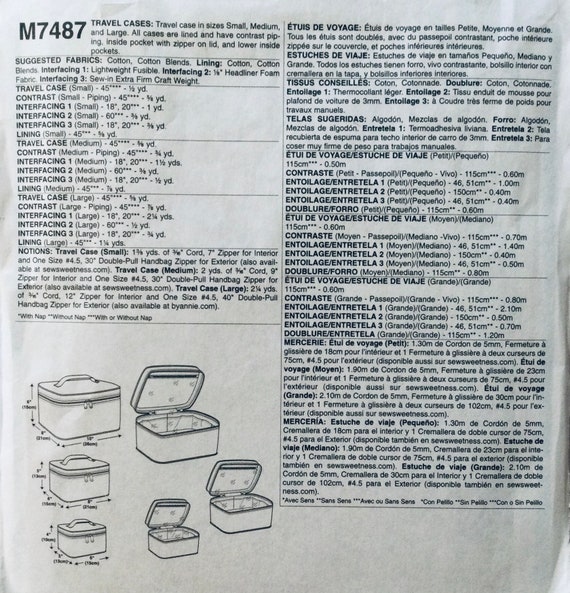 M7487
TRAVEL CASES: Travel case in sizes Small, Medium,
and Large. All cases are lined and have contrast pip-
ing, inside pocket with zipper on lid, and lower inside
pockets.
SUGGESTED FABRICS: Cotton, Cotton Blends. Lining: Cotton, Cotton
Blends. Interfacing 1: Lightweight Fusible. Interfacing 2: ⅛" Headliner Foam
Fabric. Interfacing 3: Sew-in Extra Firm Craft Weight.
TRAVEL CASE (Small) - 45"*** - ½ yd.
CONTRAST (Small - Piping) - 45"*** - ⅝ yd.
INTERFACING 1 (Small) - 18", 20"*** - 1 yd.
INTERFACING 2 (Small) - 60"*** - ⅜ yd.
INTERFACING 3 (Small) - 18", 20"*** - yd.
LINING (Small) - 45"*** - ⅝ yd.
TRAVEL CASE (Medium) - 45"*** - yd.
CONTRAST (Medium - Piping) - 45"*** - ¾ yd.
INTERFACING 1 (Medium) - 18", 20"*** - 1½ yds.
INTERFACING 2 (Medium) - 60"*** - ⅜ yd.
INTERFACING 3 (Medium) - 18", 20"*** - ½ yd.
LINING (Medium) - 45"*** - ⅞ yd.
TRAVEL CASE (Large) - 45"*** - ⅝ yd.
CONTRAST (Large - Piping) - 45"*** - ⅞ yd.
INTERFACING 1 (Large) - 18", 20"*** - 2¼ yds.
INTERFACING 2 (Large) - 60"*** - ½ yd.
INTERFACING 3 (Large) - 18", 20"*** - ¾ yd.
LINING (Large) - 45"*** - 1¼ yds.
NOTIONS: Travel Case (Small): 1⅜ yds. of Cord, 7" Zipper for Interior
and One Size #4.5, 30" Double-Pull Handbag Zipper for Exterior (also avail-
able at sewsweetness.com). Travel Case (Medium): 2 yds. of Cord, 9"
Zipper for Interior and One Size #4.5, 30" Double-Pull Handbag Zipper for
Exterior (also available at sewsweetness.com). Travel Case (Large): 2¼ yds.
of Cord, 12" Zipper for Interior and One Size #4.5, 40" Double-Pull
Handbag Zipper for Exterior (also available at byannie.com).
*With Nap **Without Nap ***With or Without Nap
ÉTUIS DE VOYAGE: Étuis de voyage en tailles Petite, Moyenne et Grande.
Tous les étuis sont doublés, avec du passepoil contrastant, poche intérieure
zippée sur le couvercle, et poches inférieures intérieures.
ESTUCHES DE VIAJE: Estuches de viaje en tamaños Pequeño, Mediano y
Grande. Todos los estuches tienen forro, vivo contrastante, bolsillo interior con
cremallera en la tapa, y bolsillos interiores inferiores.
TISSUS CONSEILLÉS: Coton, Cotonnade. Doublure: Coton, Cotonnade.
Entoilage 1: Thermocollant léger. Entoilage 2: Tissu enduit de mousse pour
plafond de voiture de 3mm. Entoilage 3: à Coudre très ferme de poids pour
travaux manuels.
TELAS SUGERIDAS: Algodón, Mezclas de algodón. Forro: Algodón,
Mezclas de algodón. Entretela 1: Termoadhesiva liviana. Entretela 2: Tela
recubierta de espuma para techo interior de carro de 3mm. Entretela 3: Para
coser muy firme de peso para trabajos manuales.
ÉTUI DE VOYAGE/ESTUCHE DE VIAJE (Petit)/(Pequeño)
115cm*** - 0.50m
CONTRASTE (Petit - Passepoil)/(Pequeño - Vivo) - 115cm*** - 0.60m
ENTOILAGE/ENTRETELA 1 (Petit)/(Pequeño) - 46, 51cm*** - 1.00m
ENTOILAGE/ENTRETELA 2 (Petit)/(Pequeño) - 150cm*** - 0.40m
ENTOILAGE/ENTRETELA 3 (Petit)/(Pequeño) - 46, 51cm*** - 0.40m
DOUBLURE/FORRO (Petit)/(Pequeño) - 115cm*** - 0.60m
ÉTUI DE VOYAGE/ESTUCHE DE VIAJE (Moyen)/(Mediano)
115cm*** - 0.60m
CONTRASTE (Moyen - Passepoil)/(Mediano - Vivo) - 115cm*** - 0.70m
ENTOILAGE/ENTRETELA 1 (Moyen)/(Mediano) - 46, 51cm*** - 1.40m
ENTOILAGE/ENTRETELA 2 (Moyen)/(Mediano) - 150cm*** - 0.40m
ENTOILAGE/ENTRETELA 3 (Moyen)/(Mediano) - 46, 51cm*** - 0.50m
DOUBLURE/FORRO (Moyen)/(Mediano) - 115cm*** - 0.80m
ÉTUI DE VOYAGE/ESTUCHE DE VIAJE (Grande)/(Grande)
115cm*** - 0.60m
CONTRASTE (Grande - Passepoil)/(Grande - Vivo) - 115cm*** - 0.80m
ENTOILAGE/ENTRETELA 1 (Grande)/(Grande) - 46, 51cm*** - 2.10m
ENTOILAGE/ENTRETELA 2 (Grande)/(Grande) - 150cm*** - 0.50m
ENTOILAGE/ENTRETELA 3 (Grande)/(Grande) - 46, 51cm*** - 0.70m
DOUBLURE/ENTRETELA (Grande)/(Grande) - 115cm*** - 1.20m
MERCERIE: Étui de voyage (Petit): 1.30m de Cordon de 5mm, Fermeture à
glissière de 18cm pour l'intérieur et 1 Fermeture à glissière à deux curseurs de
75cm, #4.5 pour l'extérieur (disponible aussi sur sewsweetness.com). Étui de
voyage (Moyen): 1.90m de Cordon de 5mm, Fermeture à glissière de 23cm
pour l'intérieur et 1 Fermeture à glissière à deux curseurs de 75cm, #4.5 pour
l'extérieur (disponible aussi sur sewsweetness.com). Étui de voyage
(Grande): 2.10m de Cordon de 5mm, Fermeture à glissière de 30cm pour l'in-
térieur et 1 Fermeture à glissière à deux curseurs de 102cm, #4.5 pour l'ex-
térieur (disponible aussi sur sewsweetness.com).
MERCERÍA: Estuche de viaje (Pequeño): 1.30m de Cordón de 5mm,
Cremallera de 18cm para el interior y 1 Cremallera de doble cursor de 75cm,
#4.5 para el exterior (disponible también en sewsweetness.com). Estuche de
viaje (Mediano): 1.90m de Cordón de 5mm, Cremallera de 23cm para el inte-
rior y 1 Cremallera de doble cursor de 75cm, #4.5 para el exterior (disponible
también en sewsweetness.com). Estuche de viaje (Grande): 2.10m de
Cordón de 5mm, Cremallera de 30cm para el interior y 1 Cremallera de doble
cursor de 102cm, #4.5 para el exterior (disponible también en sewsweet-
ness.com).
*Avec Sens **Sans Sens ***Avec ou Sans Sens *Con Pelillo **Sin Pelillo ***Con o Sin Pelillo
6"
(15cm)
(21cm)
10"
(26cm)
5"
(13cm)
4"
(10cm)
5"
(13cm)
6"
(15cm)